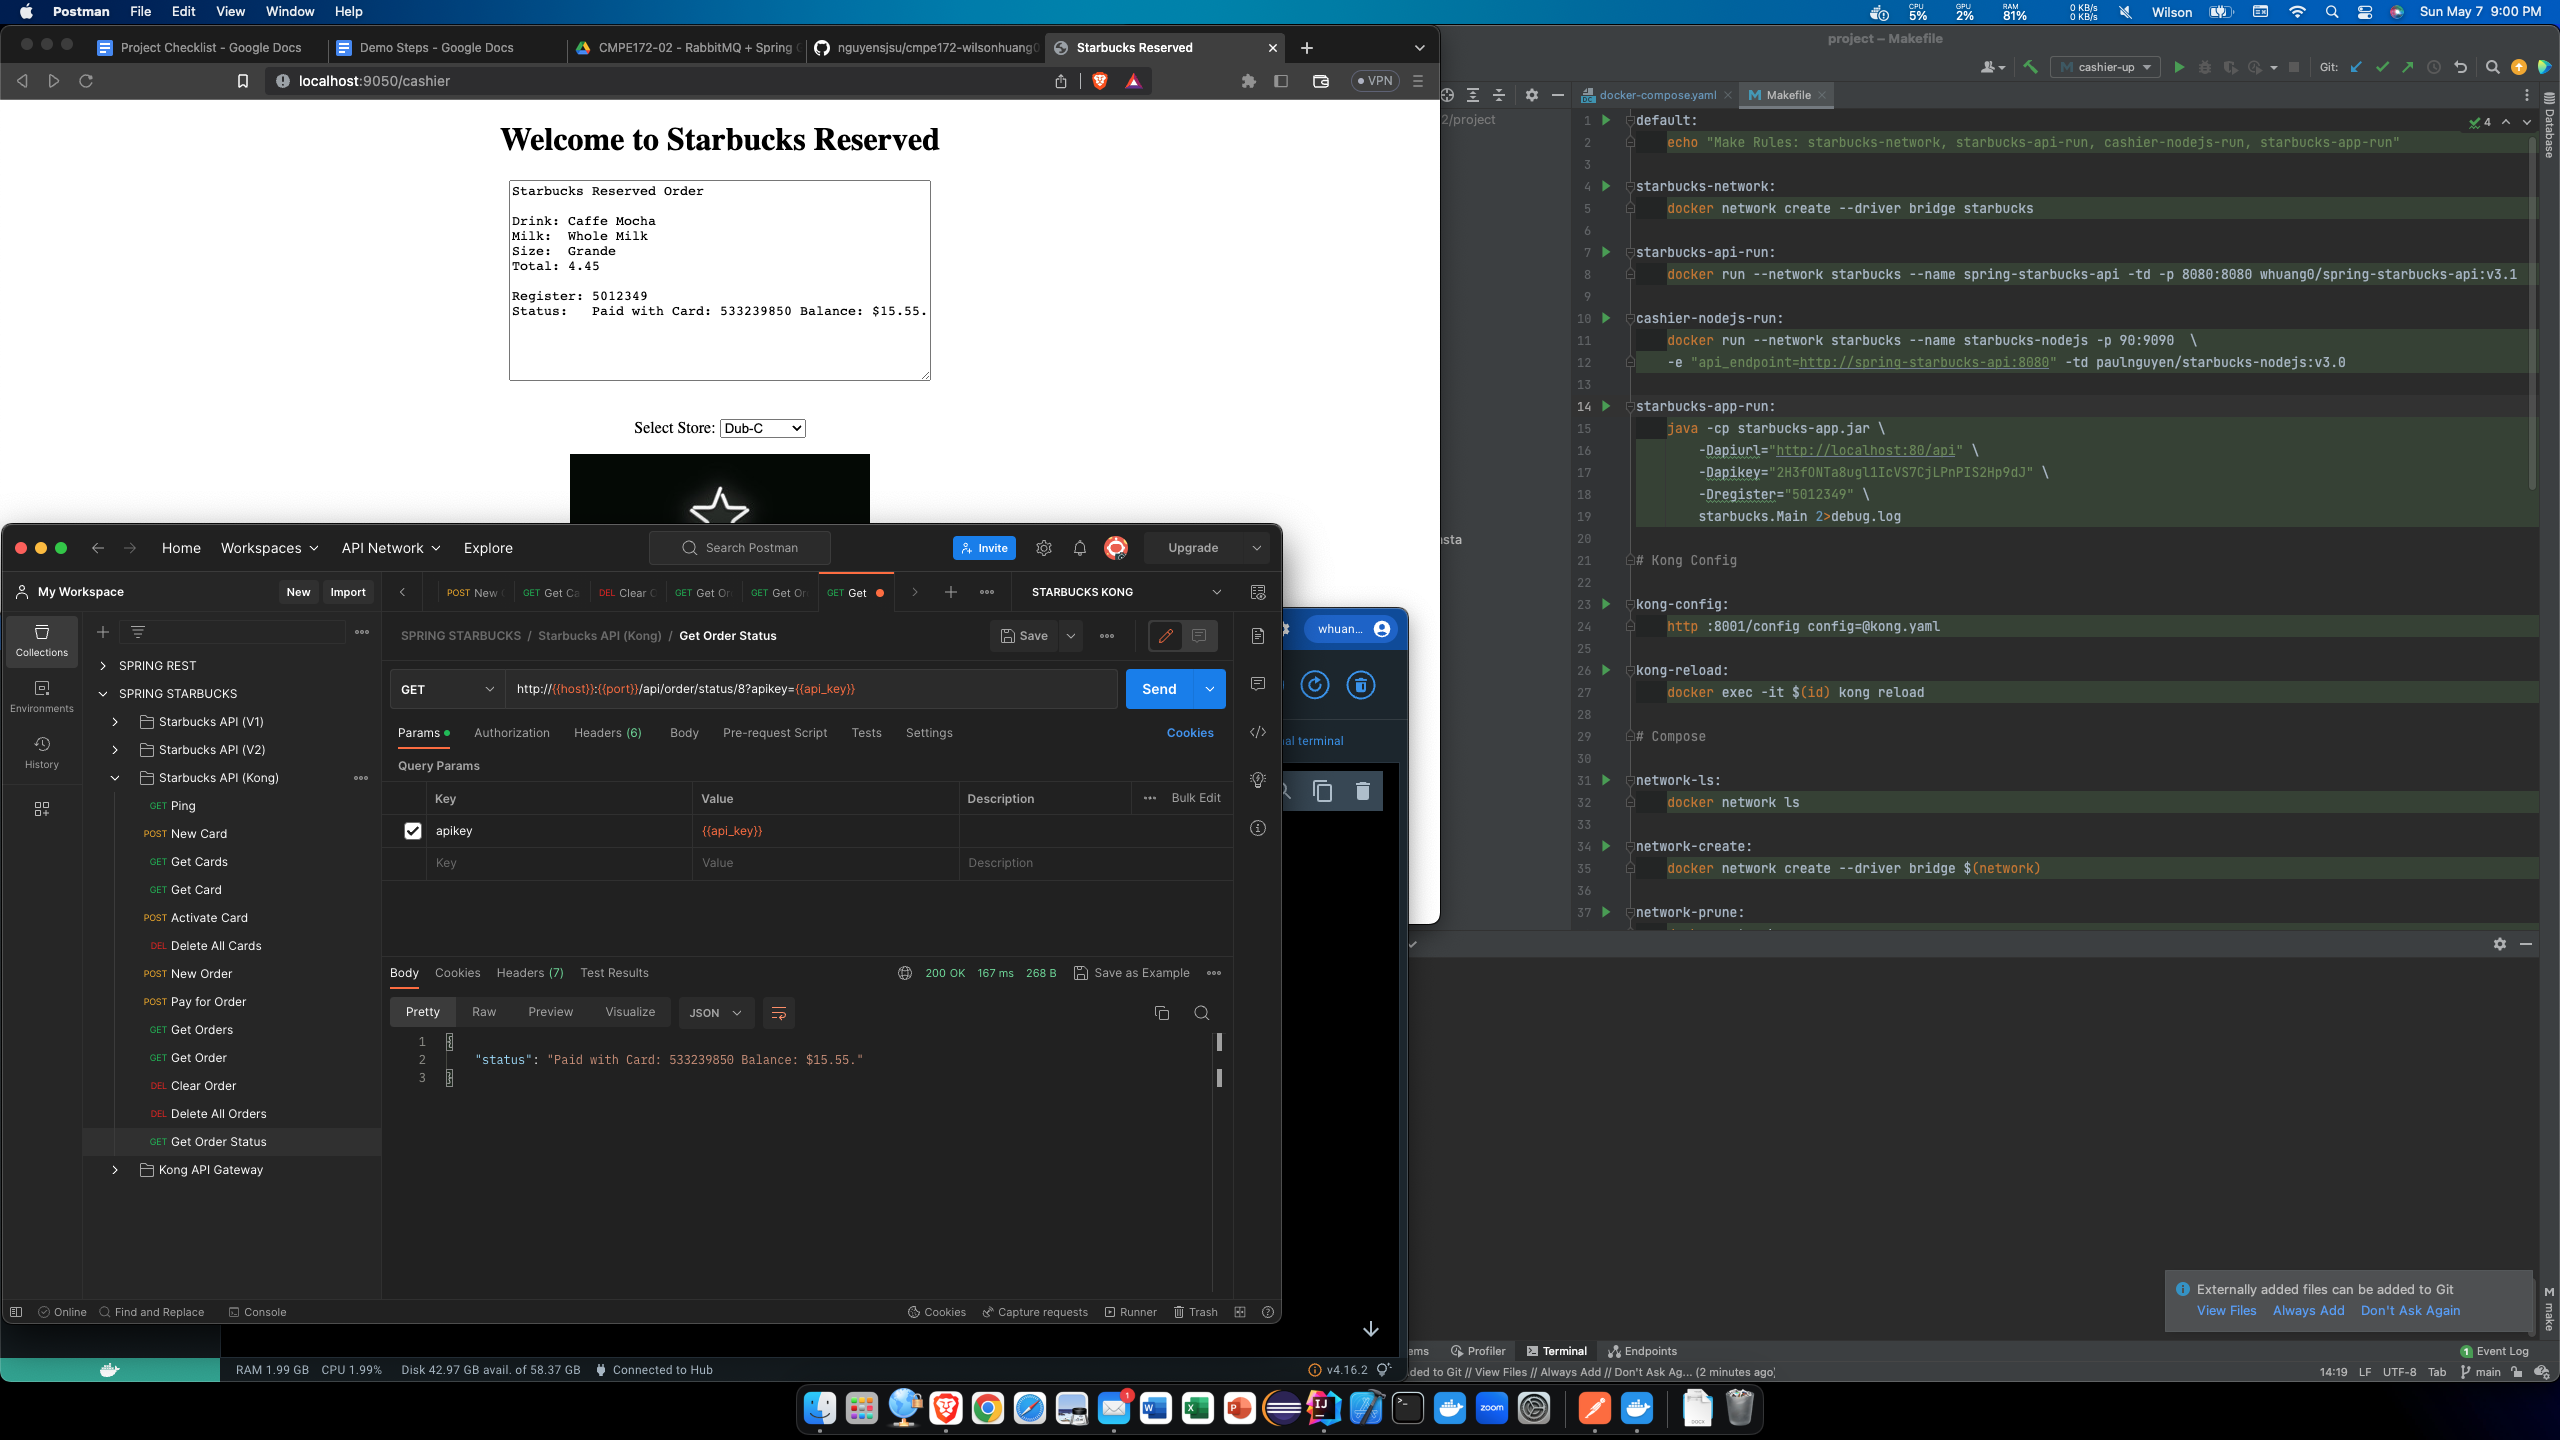 Postman File Edit View Window Help
CPU 5% GPU 2% RAM 81% 0 KB/s 0 KB/s Wilson Sun May 7 9:00 PM
Project Checklist - Google Docs
Demo Steps - Google Docs
CMPE172-02 - RabbitMQ + Spring
nguyensjsu/cmpe172-wilsonhuang
Starbucks Reserved
localhost:9050/cashier
VPN
Welcome to Starbucks Reserved
Starbucks Reserved Order
Drink: Caffe Mocha
Milk:  Whole Milk
Size:  Grande
Total: 4.45
Register: 5012349
Status:   Paid with Card: 533239850 Balance: $15.55.
Select Store: Dub-C
Home Workspaces API Network Explore
Search Postman
Invite
Upgrade
My Workspace
New Import
POST New
GET Get Ca
DEL Clear
GET Get Or
GET Get Or
GET Get
STARBUCKS KONG
Collections
Environments
History
SPRING REST
SPRING STARBUCKS
Starbucks API (V1)
Starbucks API (V2)
Starbucks API (Kong)
GET Ping
POST New Card
GET Get Cards
GET Get Card
POST Activate Card
DEL Delete All Cards
POST New Order
POST Pay for Order
GET Get Orders
GET Get Order
DEL Clear Order
DEL Delete All Orders
GET Get Order Status
Kong API Gateway
SPRING STARBUCKS / Starbucks API (Kong) / Get Order Status
Save
GET http://{{host}}:{{port}}/api/order/status/8?apikey={{api_key}}
Send
Params Authorization Headers (6) Body Pre-request Script Tests Settings
Cookies
Query Params
Key Value Description Bulk Edit
apikey {{api_key}}
Key Value Description
Body Cookies Headers (7) Test Results
200 OK 167 ms 268 B Save as Example
Pretty Raw Preview Visualize JSON
1 {
2 "status": "Paid with Card: 533239850 Balance: $15.55."
3 }
Online Find and Replace Console
Cookies Capture requests Runner Trash
whuan...
al terminal
RAM 1.99 GB CPU 1.99% Disk 42.97 GB avail. of 58.37 GB Connected to Hub
v4.16.2
project – Makefile
cashier-up
Git:
docker-compose.yaml
Makefile
2/project
4
Database
1 default:
2 echo "Make Rules: starbucks-network, starbucks-api-run, cashier-nodejs-run, starbucks-app-run"
3
4 starbucks-network:
5 docker network create --driver bridge starbucks
6
7 starbucks-api-run:
8 docker run --network starbucks --name spring-starbucks-api -td -p 8080:8080 whuang0/spring-starbucks-api:v3.1
9
10 cashier-nodejs-run:
11 docker run --network starbucks --name starbucks-nodejs -p 90:9090  \
12 -e "api_endpoint=http://spring-starbucks-api:8080" -td paulnguyen/starbucks-nodejs:v3.0
13
14 starbucks-app-run:
15 java -cp starbucks-app.jar \
16 -Dapiurl="http://localhost:80/api" \
17 -Dapikey="2H3fONTa8ugl1IcVS7CjLPnPIS2Hp9dJ" \
18 -Dregister="5012349" \
19 starbucks.Main 2>debug.log
20
21 # Kong Config
22
23 kong-config:
24 http :8001/config config=@kong.yaml
25
26 kong-reload:
27 docker exec -it $(id) kong reload
28
29 # Compose
30
31 network-ls:
32 docker network ls
33
34 network-create:
35 docker network create --driver bridge $(network)
36
37 network-prune:
Externally added files can be added to Git
View Files Always Add Don't Ask Again
make
ems Profiler Terminal Endpoints
1 Event Log
ded to Git // View Files // Always Add // Don't Ask Ag... (2 minutes ago)
14:19 LF UTF-8 Tab main
1
zoom